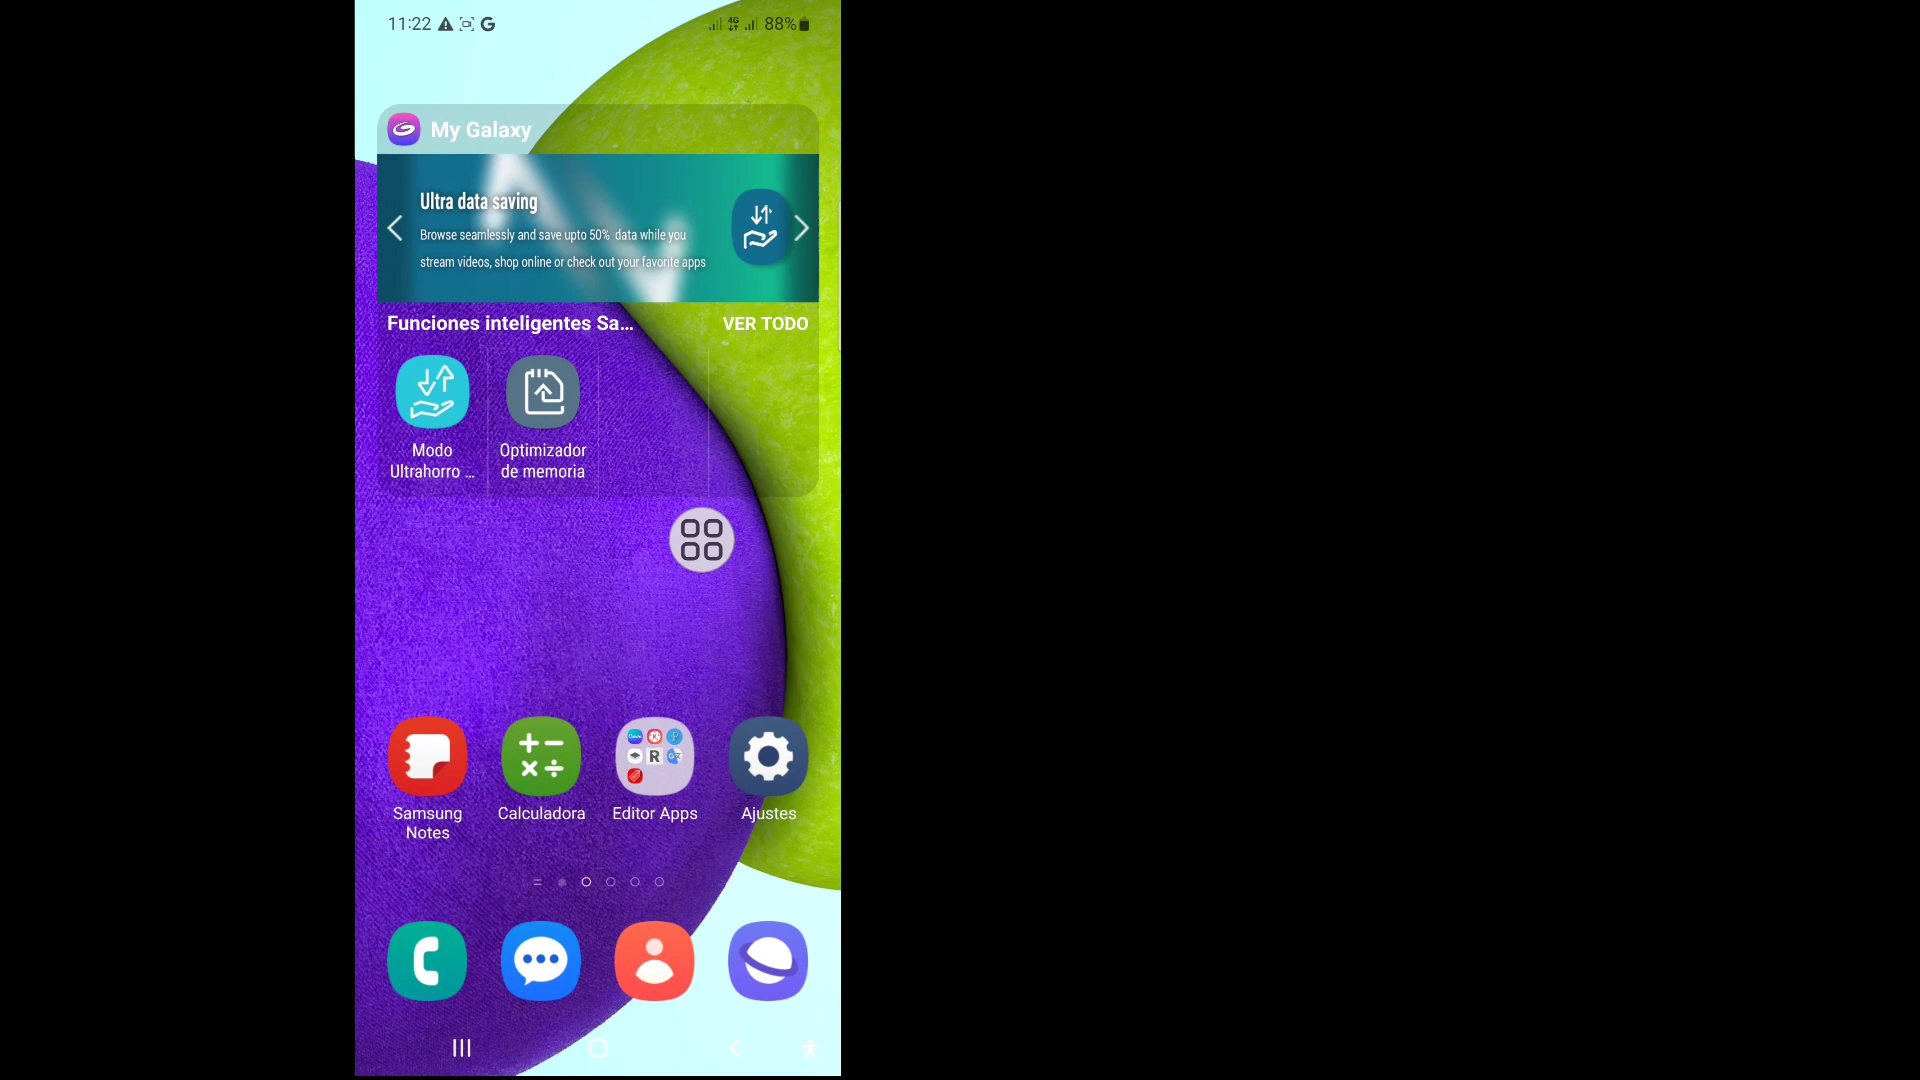 11:22
4G
88%
My Galaxy
Ultra data saving
Browse seamlessly and save upto 50% data while you
stream videos, shop online or check out your favorite apps
Funciones inteligentes Sa...
VER TODO
Modo
Ultrahorro ...
Optimizador
de memoria
Samsung
Notes
Calculadora
Editor Apps
Ajustes